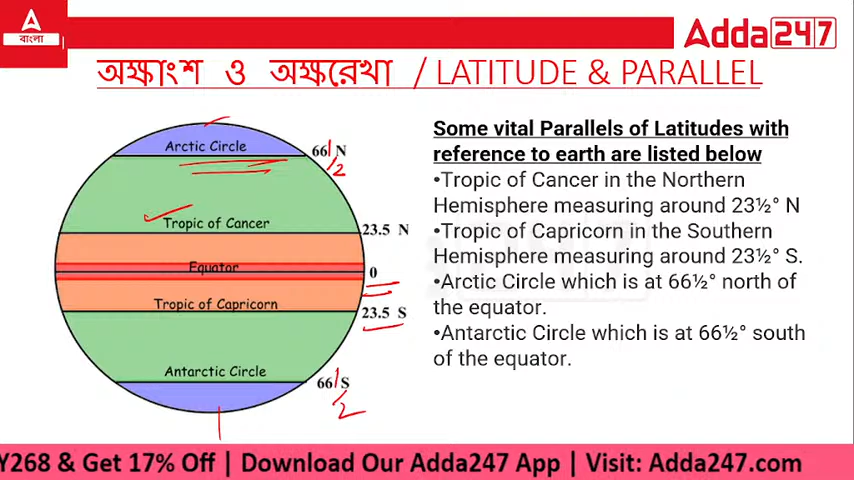 বাংলা
Adda247
অক্ষাংশ ও অক্ষরেখা / LATITUDE & PARALLEL
Arctic Circle
66 1/2 N
Tropic of Cancer
23.5 N
Equator
0
Tropic of Capricorn
23.5 S
Antarctic Circle
66 1/2 S
Some vital Parallels of Latitudes with
reference to earth are listed below
•Tropic of Cancer in the Northern
Hemisphere measuring around 23½° N
•Tropic of Capricorn in the Southern
Hemisphere measuring around 23½° S.
•Arctic Circle which is at 66½° north of
the equator.
•Antarctic Circle which is at 66½° south
of the equator.
Y268 & Get 17% Off | Download Our Adda247 App | Visit: Adda247.com